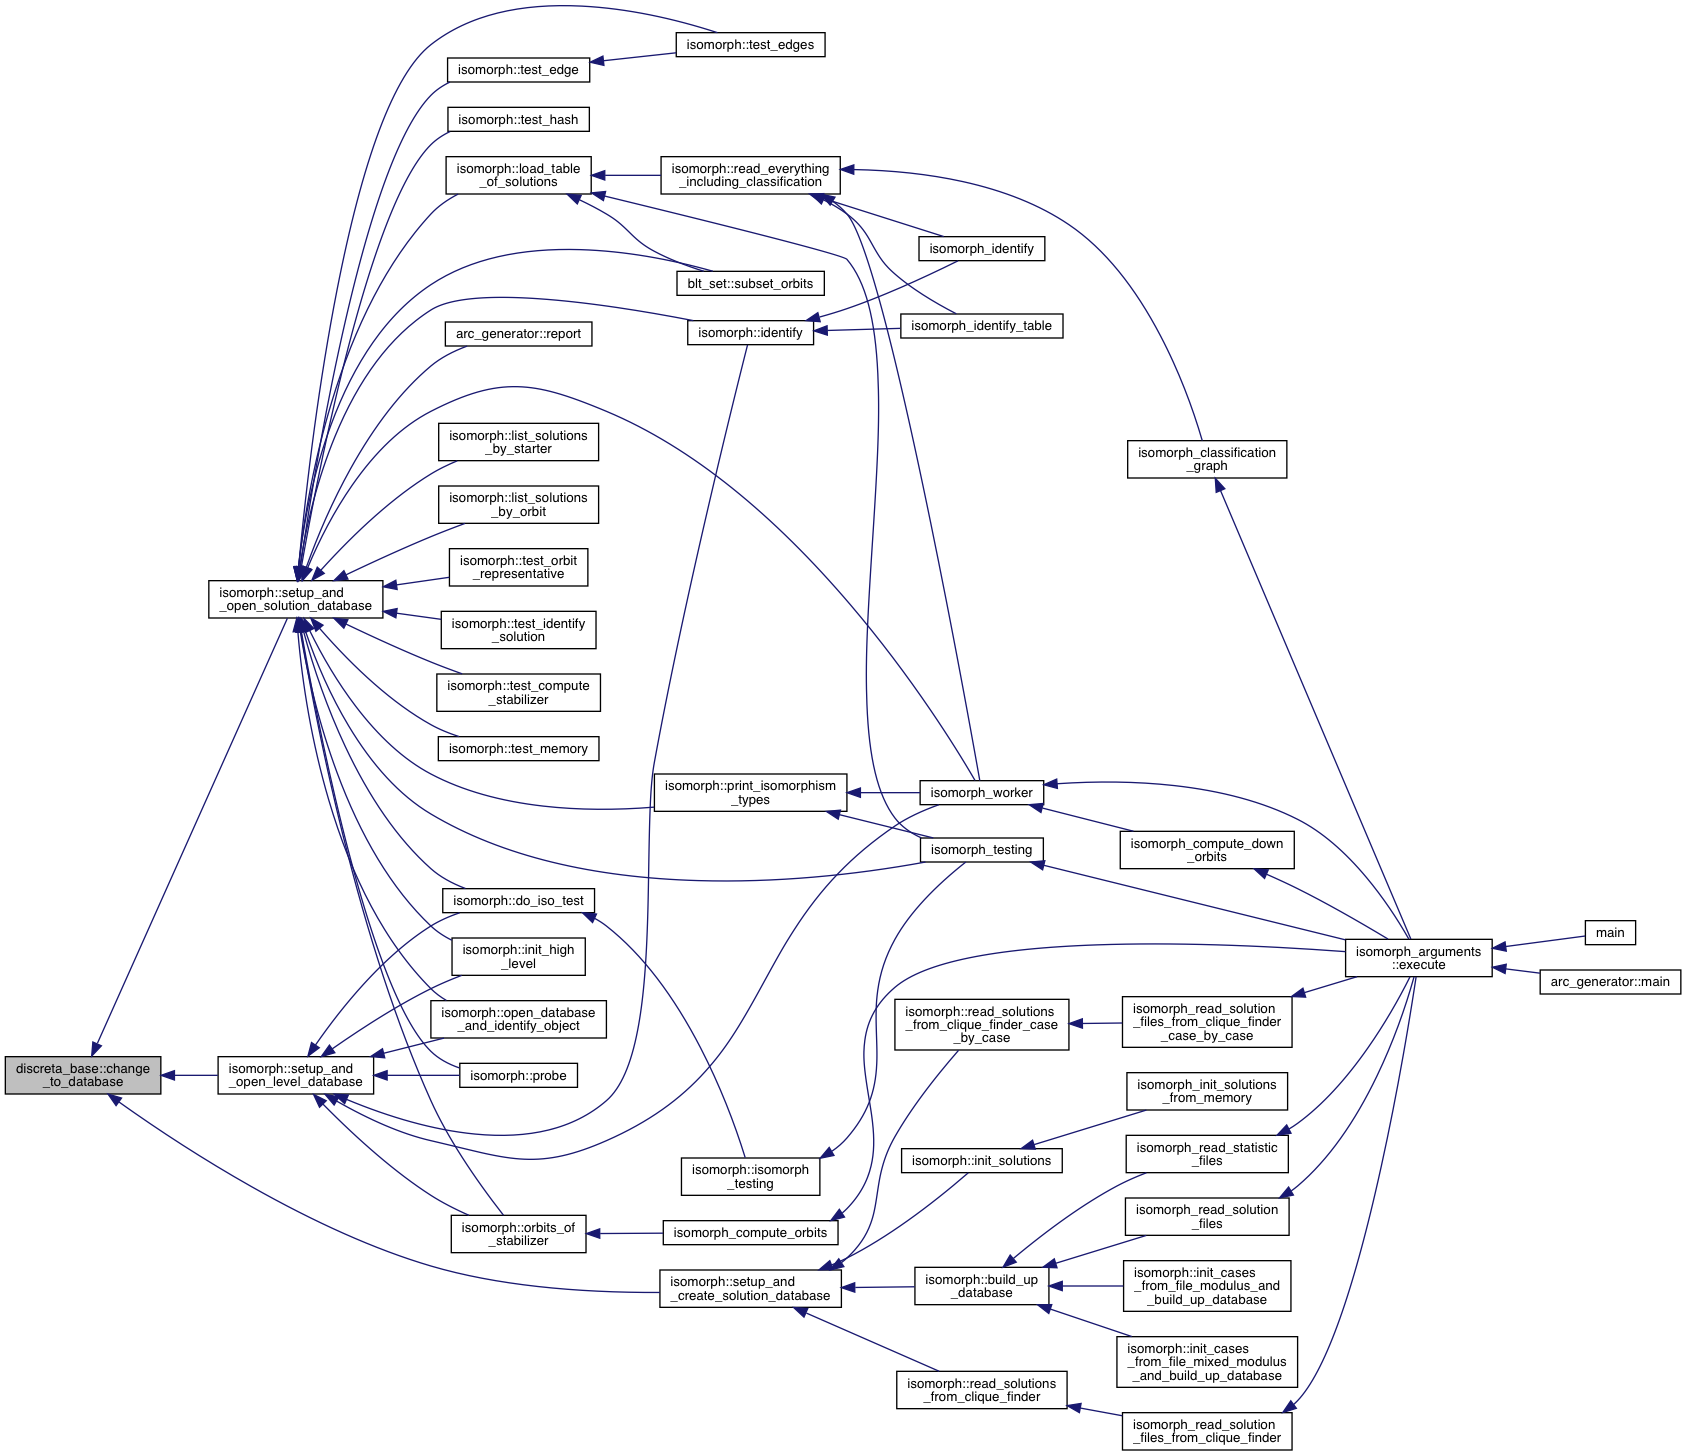 isomorph::test_edges
isomorph::test_edge
isomorph::test_hash
isomorph::load_table
_of_solutions
isomorph::read_everything
_including_classification
isomorph_identify
blt_set::subset_orbits
isomorph_identify_table
isomorph::identify
arc_generator::report
isomorph::list_solutions
_by_starter
isomorph_classification
_graph
isomorph::list_solutions
_by_orbit
isomorph::test_orbit
_representative
isomorph::setup_and
_open_solution_database
isomorph::test_identify
_solution
isomorph::test_compute
_stabilizer
isomorph::test_memory
isomorph::print_isomorphism
_types
isomorph_worker
isomorph_testing
isomorph_compute_down
_orbits
isomorph::do_iso_test
main
isomorph::init_high
_level
isomorph_arguments
::execute
arc_generator::main
isomorph::open_database
_and_identify_object
isomorph::read_solutions
_from_clique_finder_case
_by_case
isomorph_read_solution
_files_from_clique_finder
_case_by_case
discreta_base::change
_to_database
isomorph::setup_and
_open_level_database
isomorph::probe
isomorph_init_solutions
_from_memory
isomorph_read_statistic
_files
isomorph::init_solutions
isomorph::isomorph
_testing
isomorph_read_solution
_files
isomorph::orbits_of
_stabilizer
isomorph_compute_orbits
isomorph::setup_and
_create_solution_database
isomorph::build_up
_database
isomorph::init_cases
_from_file_modulus_and
_build_up_database
isomorph::init_cases
_from_file_mixed_modulus
_and_build_up_database
isomorph::read_solutions
_from_clique_finder
isomorph_read_solution
_files_from_clique_finder